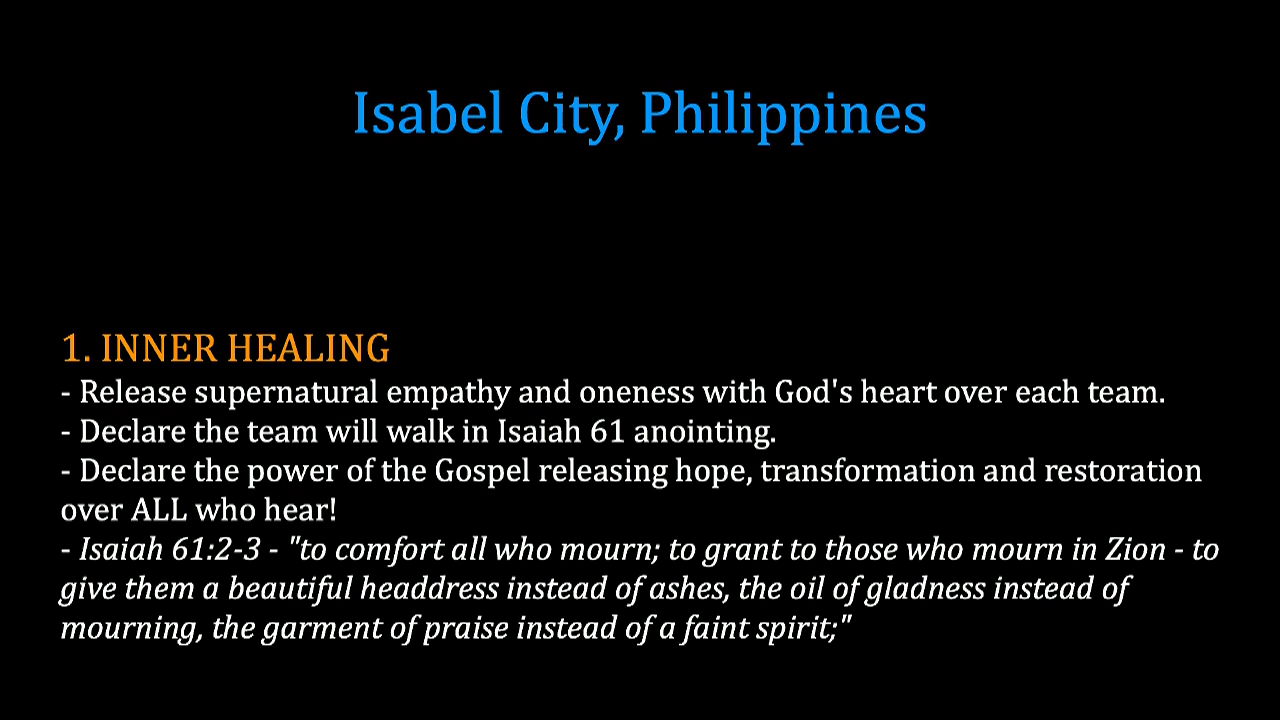 Isabel City, Philippines
1. INNER HEALING
- Release supernatural empathy and oneness with God's heart over each team.
- Declare the team will walk in Isaiah 61 anointing.
- Declare the power of the Gospel releasing hope, transformation and restoration
over ALL who hear!
- Isaiah 61:2-3 - "to comfort all who mourn; to grant to those who mourn in Zion - to
give them a beautiful headdress instead of ashes, the oil of gladness instead of
mourning, the garment of praise instead of a faint spirit;"